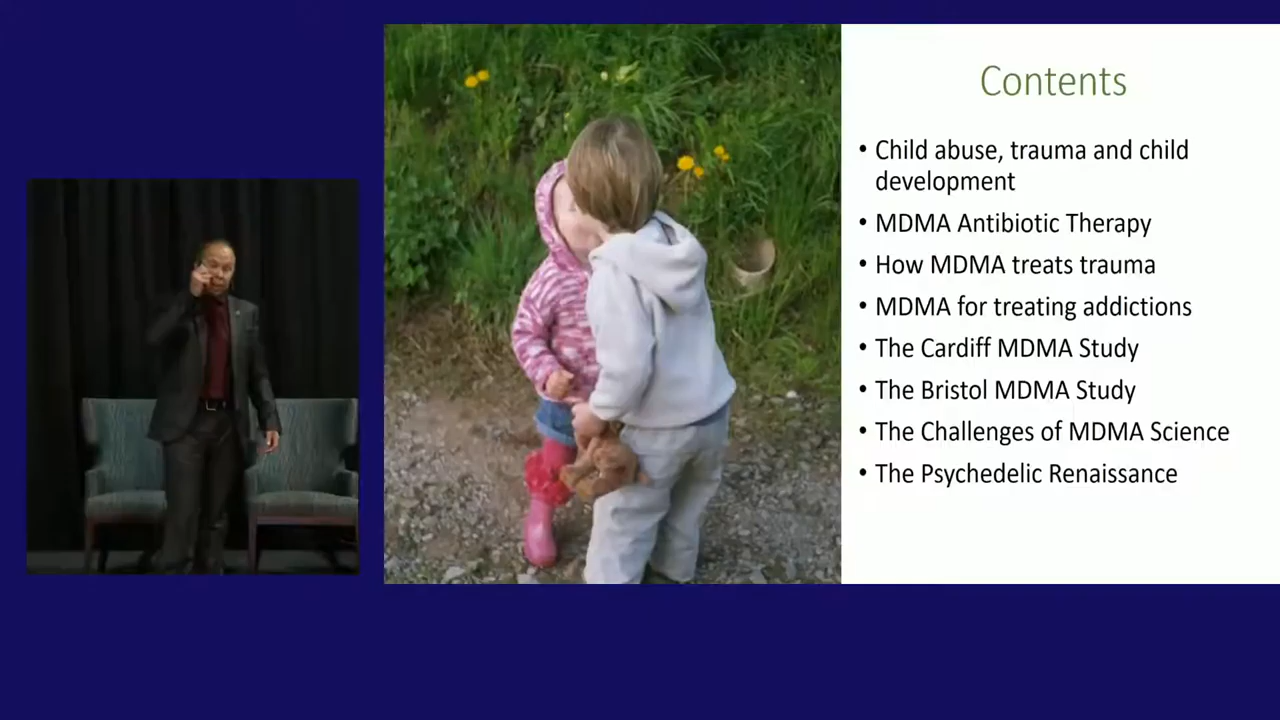 Contents
• Child abuse, trauma and child
development
• MDMA Antibiotic Therapy
• How MDMA treats trauma
• MDMA for treating addictions
• The Cardiff MDMA Study
• The Bristol MDMA Study
• The Challenges of MDMA Science
• The Psychedelic Renaissance